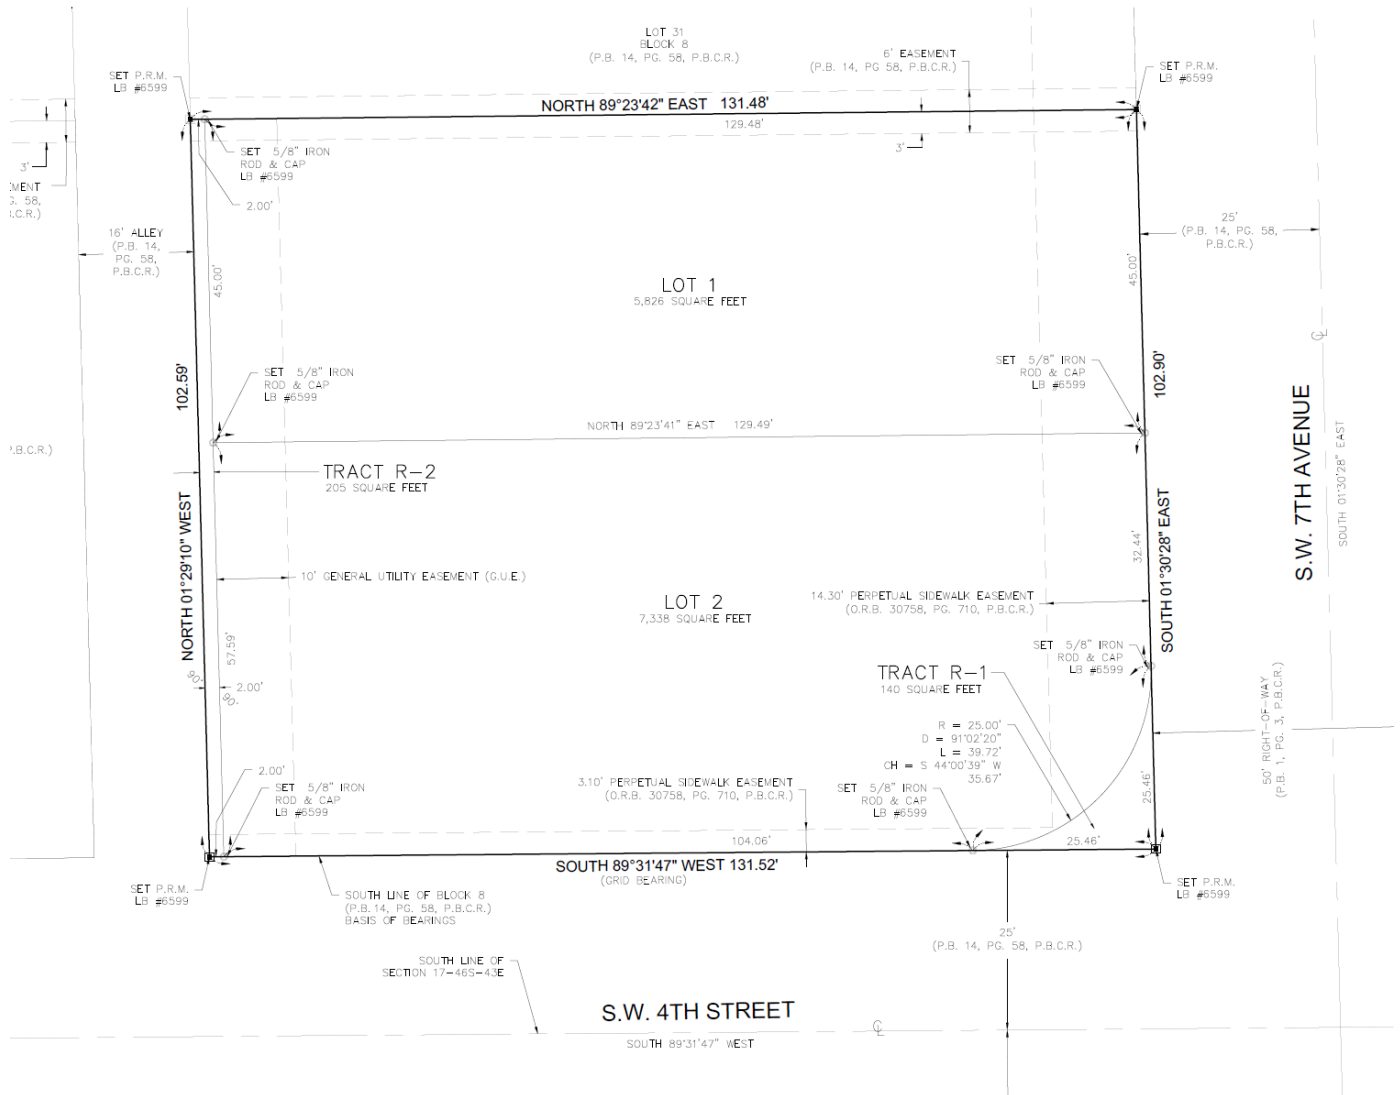 LOT 31
BLOCK 8
(P.B. 14, PG. 58, P.B.C.R.)
6' EASEMENT
(P.B. 14, PG 58, P.B.C.R.)
SET P.R.M.
LB #6599
SET P.R.M.
LB #6599
NORTH 89°23'42" EAST 131.48'
129.48'
3'
3'
SET 5/8" IRON
ROD & CAP
LB #6599
2.00'
MENT
G. 58,
.C.R.)
16' ALLEY
(P.B. 14,
PG. 58,
P.B.C.R.)
25'
(P.B. 14, PG. 58,
P.B.C.R.)
45.00'
45.00'
LOT 1
5,826 SQUARE FEET
℄
SET 5/8" IRON
ROD & CAP
LB #6599
SET 5/8" IRON
ROD & CAP
LB #6599
102.59'
102.90'
NORTH 89°23'41" EAST 129.49'
P.B.C.R.)
TRACT R-2
205 SQUARE FEET
S.W. 7TH AVENUE
SOUTH 01°30'28" EAST
NORTH 01°29'10" WEST
SOUTH 01°30'28" EAST
32.44'
10' GENERAL UTILITY EASEMENT (G.U.E.)
LOT 2
7,338 SQUARE FEET
14.30' PERPETUAL SIDEWALK EASEMENT
(O.R.B. 30758, PG. 710, P.B.C.R.)
57.59'
SET 5/8" IRON
ROD & CAP
LB #6599
90°
90°
2.00'
TRACT R-1
140 SQUARE FEET
50' RIGHT-OF-WAY
(P.B. 1, PG. 3, P.B.C.R.)
R = 25.00'
D = 91°02'20"
L = 39.72'
CH = S 44°00'39" W
35.67'
2.00'
SET 5/8" IRON
ROD & CAP
LB #6599
3.10' PERPETUAL SIDEWALK EASEMENT
(O.R.B. 30758, PG. 710, P.B.C.R.)
SET 5/8" IRON
ROD & CAP
LB #6599
25.46'
104.06'
25.46'
SOUTH 89°31'47" WEST 131.52'
(GRID BEARING)
SET P.R.M.
LB #6599
SOUTH LINE OF BLOCK 8
(P.B. 14, PG. 58, P.B.C.R.)
BASIS OF BEARINGS
SET P.R.M.
LB #6599
25'
(P.B. 14, PG. 58, P.B.C.R.)
SOUTH LINE OF
SECTION 17-46S-43E
S.W. 4TH STREET
℄
SOUTH 89°31'47" WEST